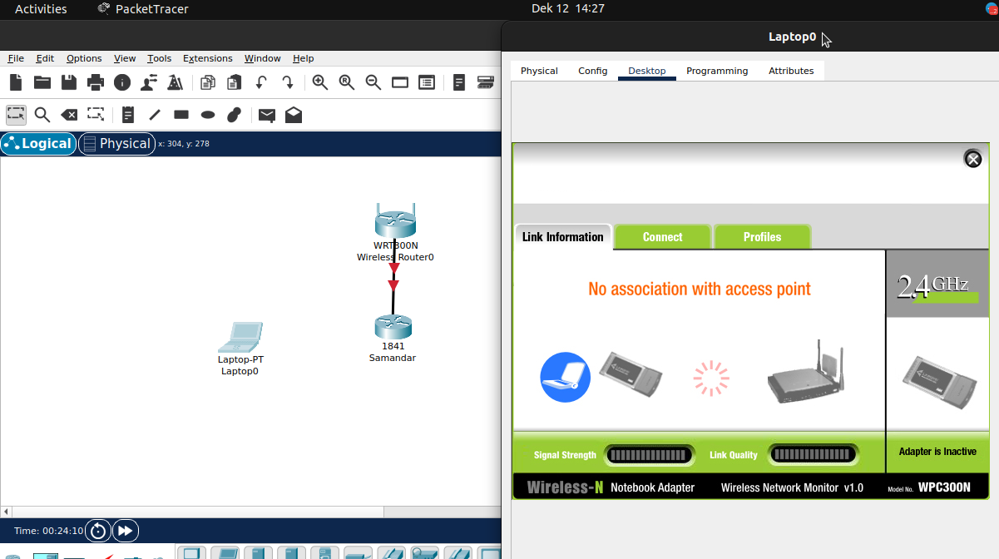 Activities
PacketTracer
Dek 12 14:27
File Edit Options View Tools Extensions Window Help
Logical
Physical
x: 304, y: 278
WRT300N
Wireless Router0
1841
Samandar
Laptop-PT
Laptop0
Time: 00:24:10
Laptop0
Physical Config Desktop Programming Attributes
Link Information Connect Profiles
No association with access point
2.4GHz
Signal Strength
Link Quality
Adapter is Inactive
Wireless-N Notebook Adapter Wireless Network Monitor v1.0 Model No. WPC300N